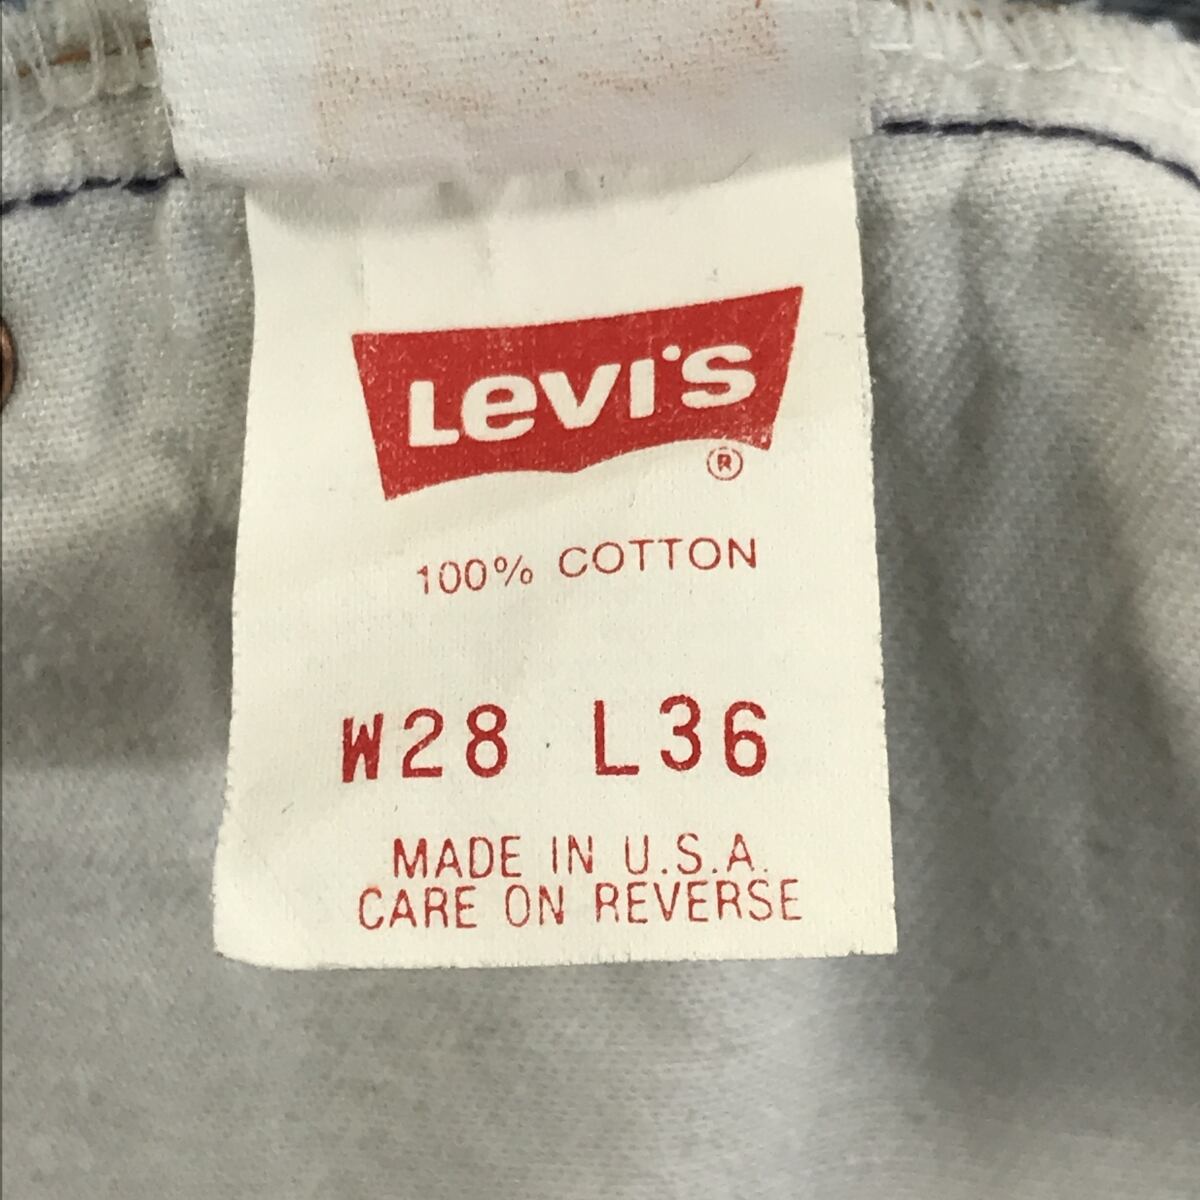 Levi's
®
100% COTTON
W28 L36
MADE IN U.S.A.
CARE ON REVERSE